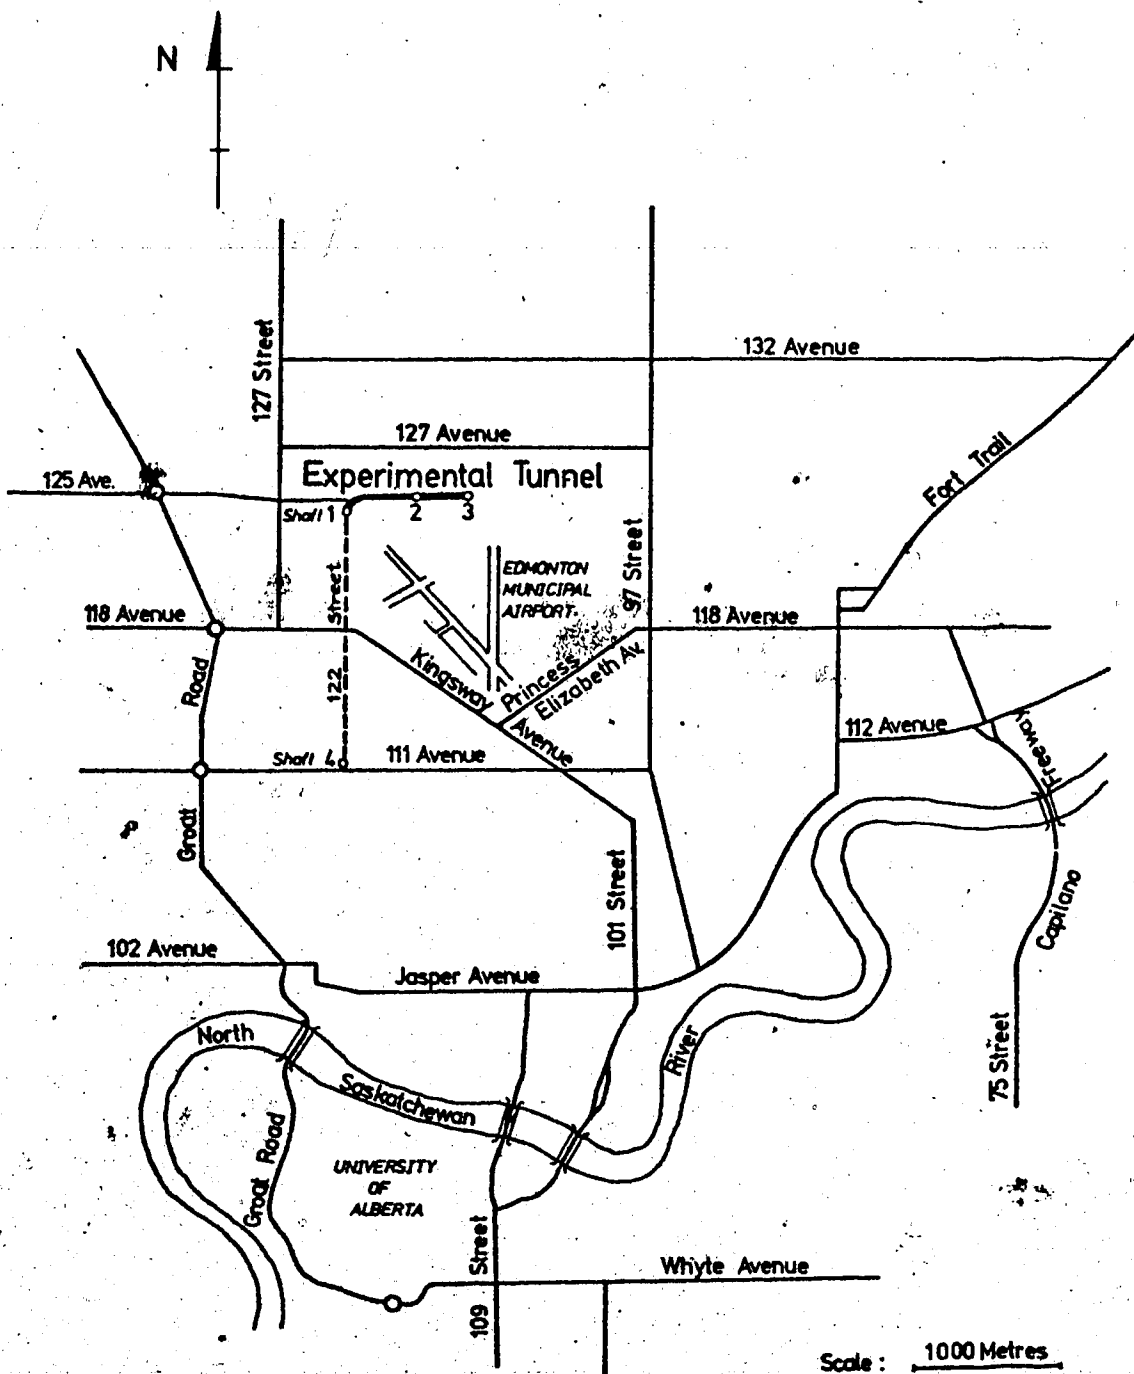 N
132 Avenue
127 Street
127 Avenue
Fort Trail
125 Ave.
Experimental Tunnel
Shaft 1
2
3
EDMONTON
MUNICIPAL
AIRPORT
97 Street
118 Avenue
118 Avenue
122 Street
Road
Kingsway
Avenue
Princess
Elizabeth Av.
112 Avenue
Freeway
Shaft 4
111 Avenue
Groat
101 Street
Capilano
102 Avenue
Jasper Avenue
North
Saskatchewan
River
75 Street
Groat Road
UNIVERSITY
OF
ALBERTA
109 Street
Whyte Avenue
Scale : 1000 Metres